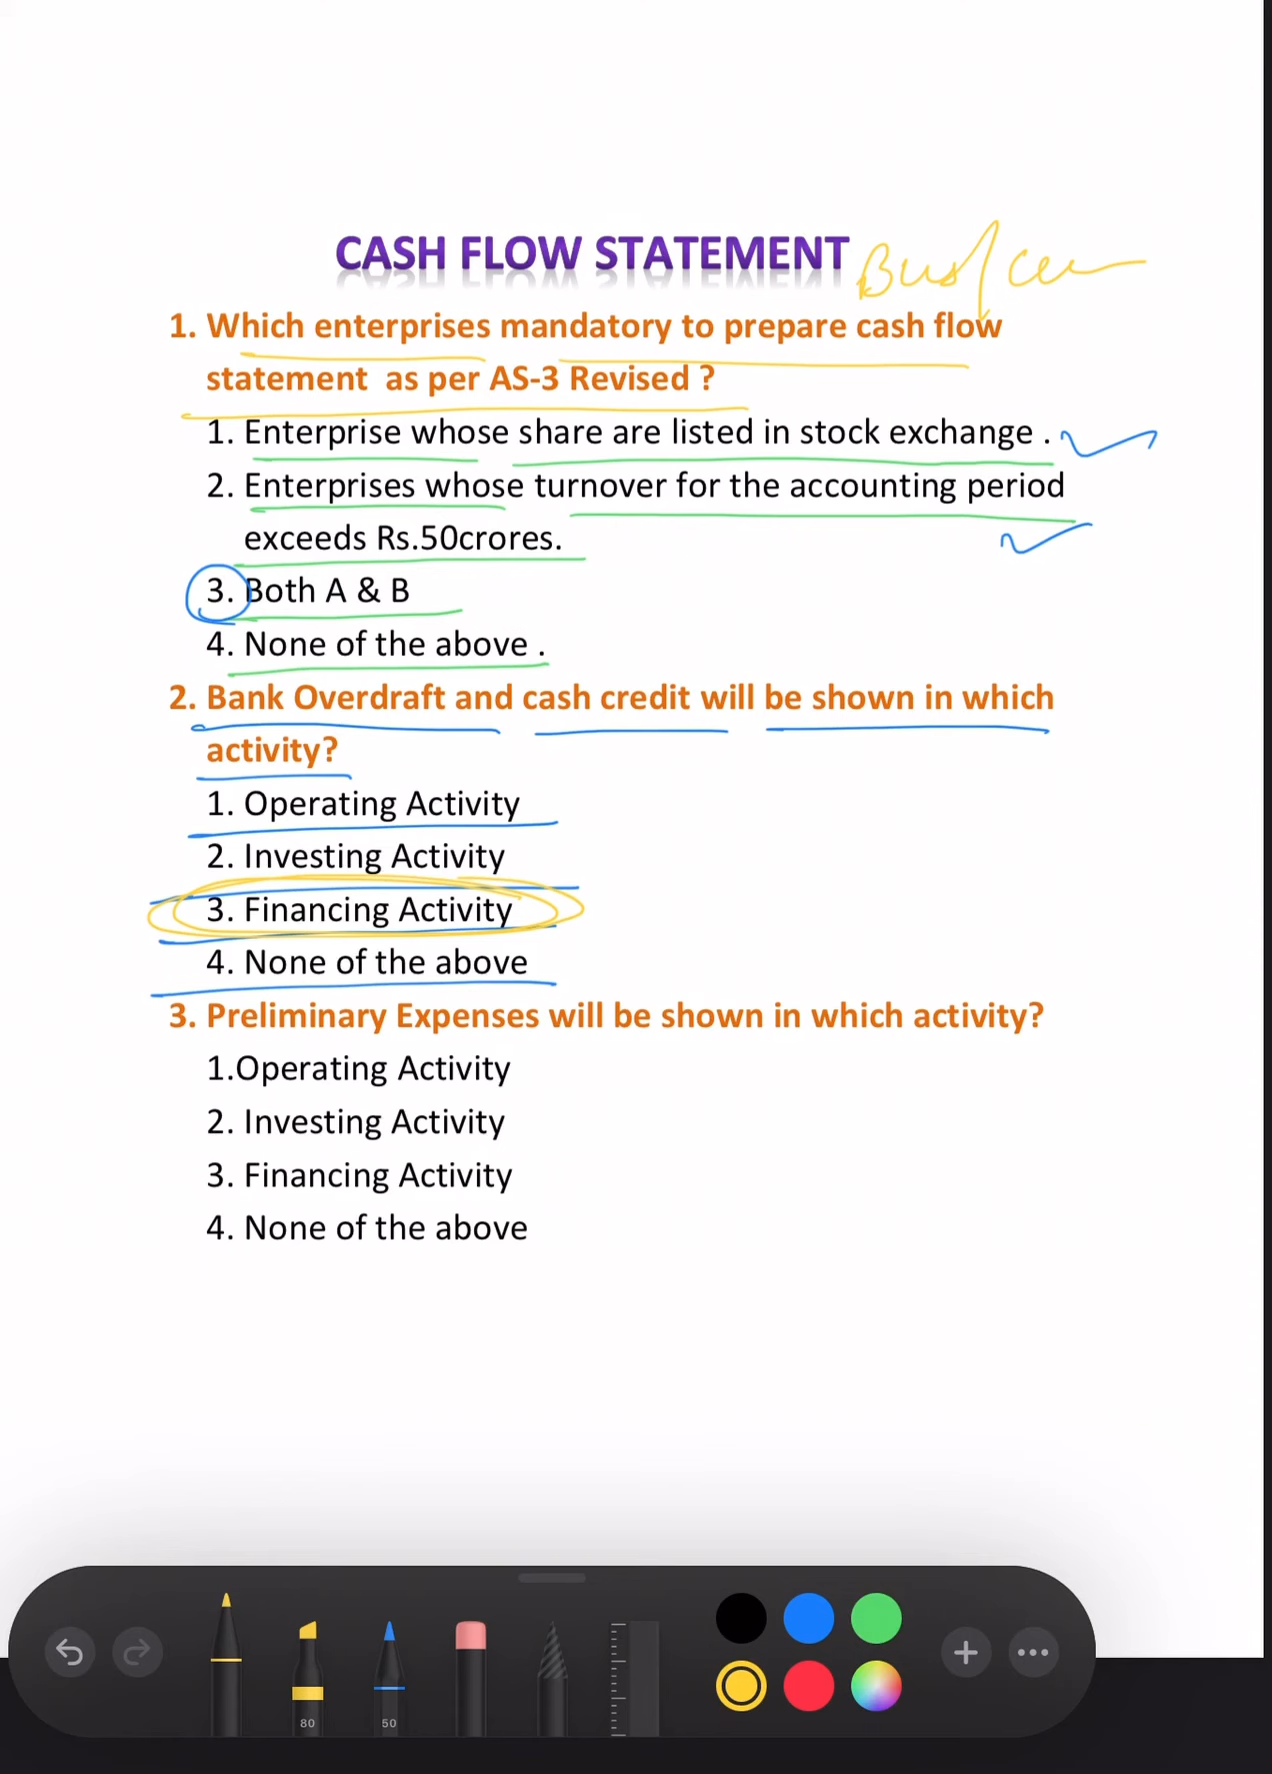 CASH FLOW STATEMENT
1. Which enterprises mandatory to prepare cash flow
statement as per AS-3 Revised ?
1. Enterprise whose share are listed in stock exchange .
2. Enterprises whose turnover for the accounting period
exceeds Rs.50crores.
3. Both A & B
4. None of the above .
2. Bank Overdraft and cash credit will be shown in which
activity?
1. Operating Activity
2. Investing Activity
3. Financing Activity
4. None of the above
3. Preliminary Expenses will be shown in which activity?
1.Operating Activity
2. Investing Activity
3. Financing Activity
4. None of the above
80
50